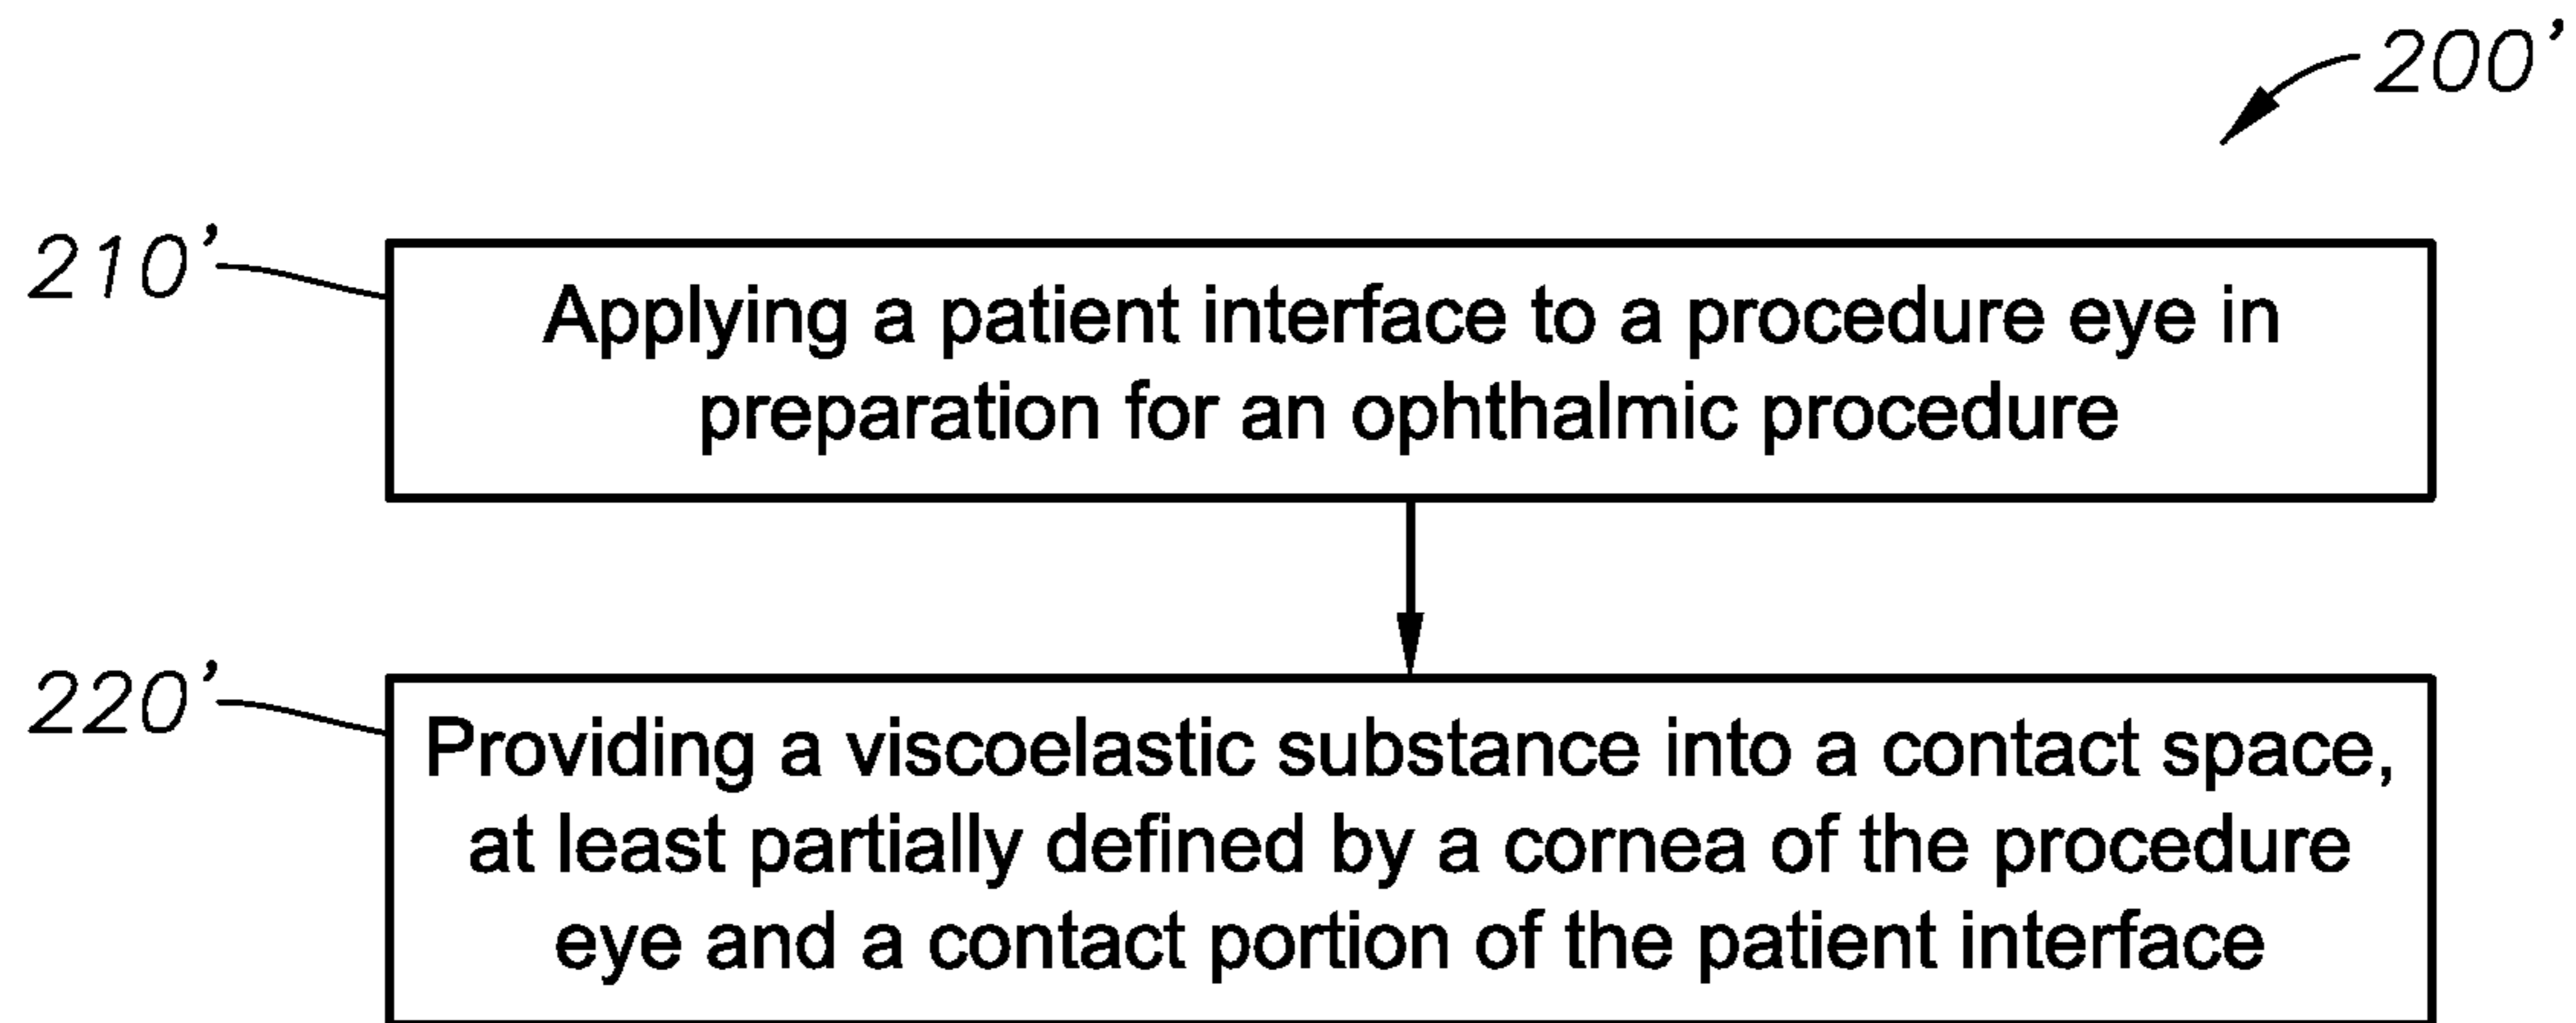 200’
210’
Applying a patient interface to a procedure eye in
preparation for an ophthalmic procedure
220’
Providing a viscoelastic substance into a contact space,
at least partially defined by a cornea of the procedure
eye and a contact portion of the patient interface